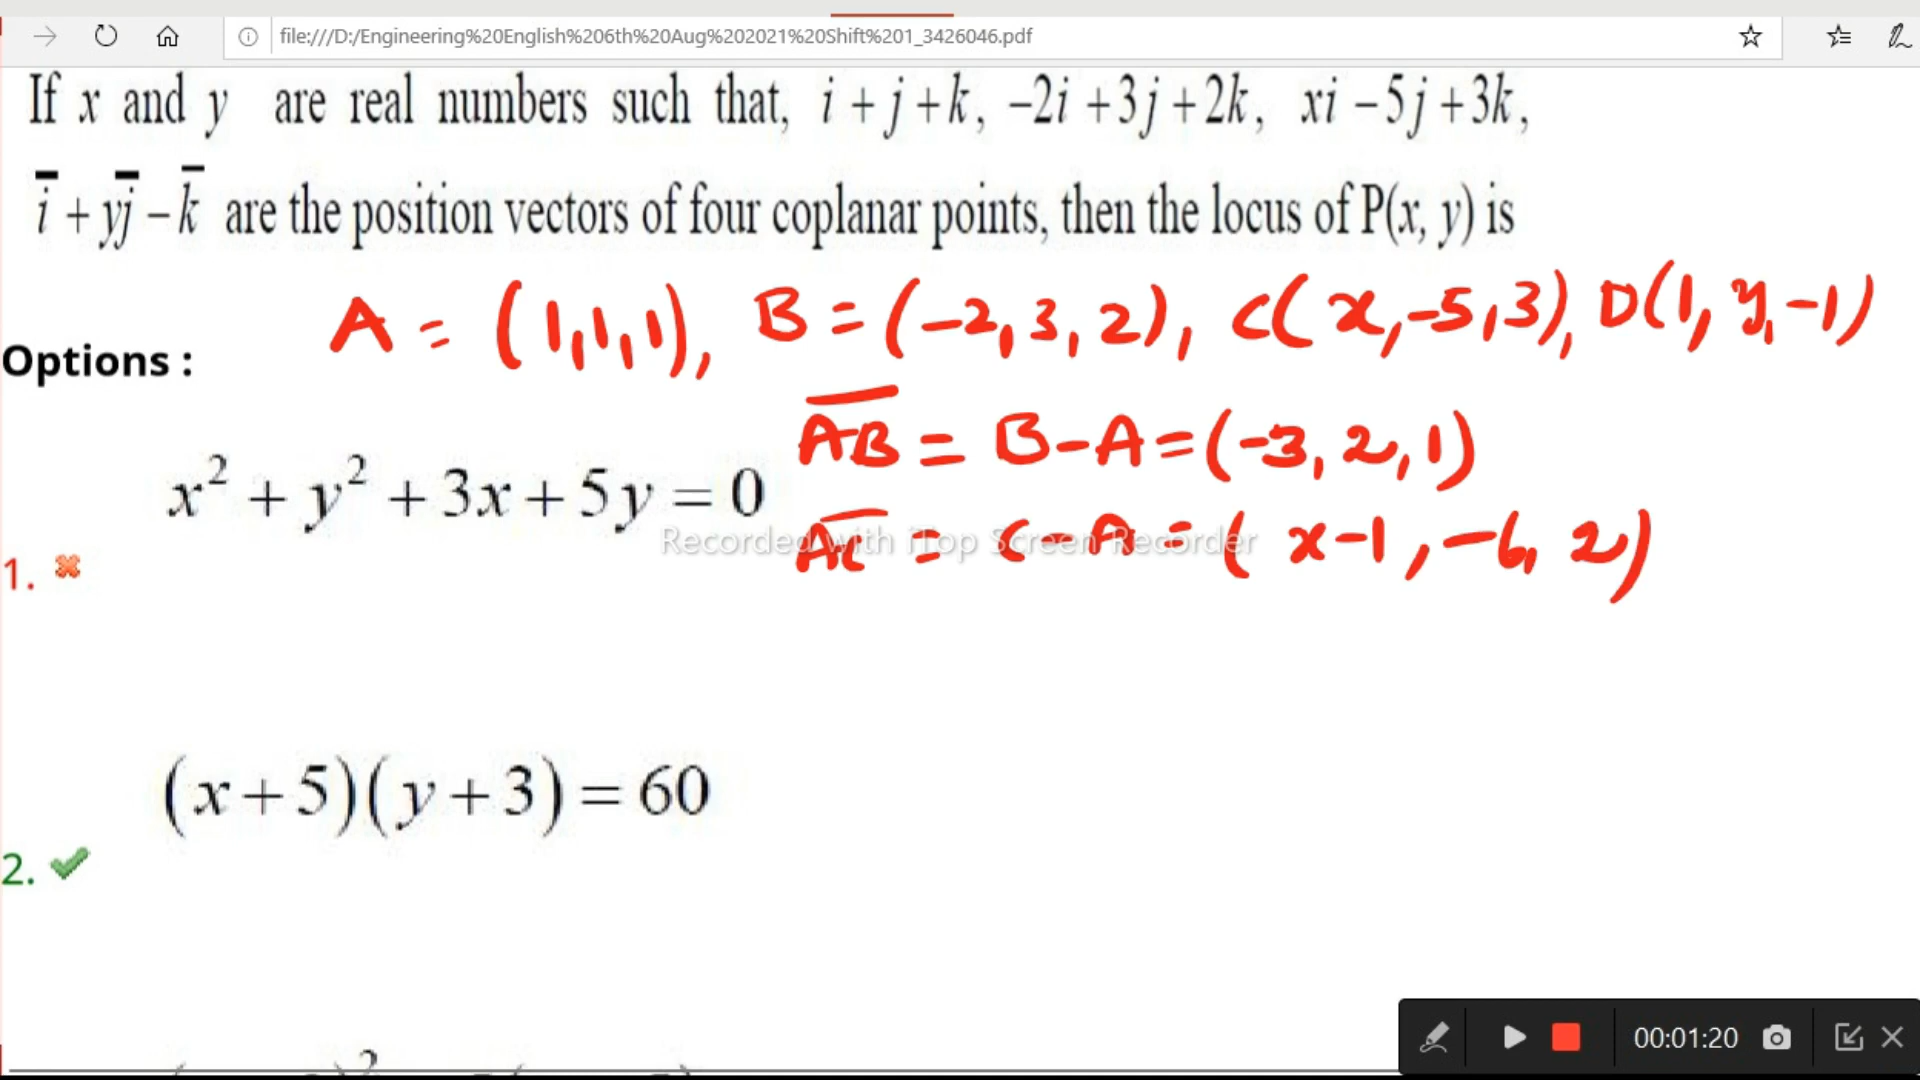 file:///D:/Engineering%20English%206th%20Aug%202021%20Shift%201_3426046.pdf
If x and y are real numbers such that, i + j + k, −2i + 3j + 2k, xi − 5j + 3k,
i̅ + yj̅ − k̅ are the position vectors of four coplanar points, then the locus of P(x, y) is
A = (1,1,1), B = (−2, 3, 2), C(x, −5, 3), D(1, y, −1)
Options :
A̅B̅ = B − A = (−3, 2, 1)
x² + y² + 3x + 5y = 0
A̅C̅ = C − A = (x−1, −6, 2)
Recorded with iTop Screen Recorder
1.
(x + 5)(y + 3) = 60
2.
00:01:20